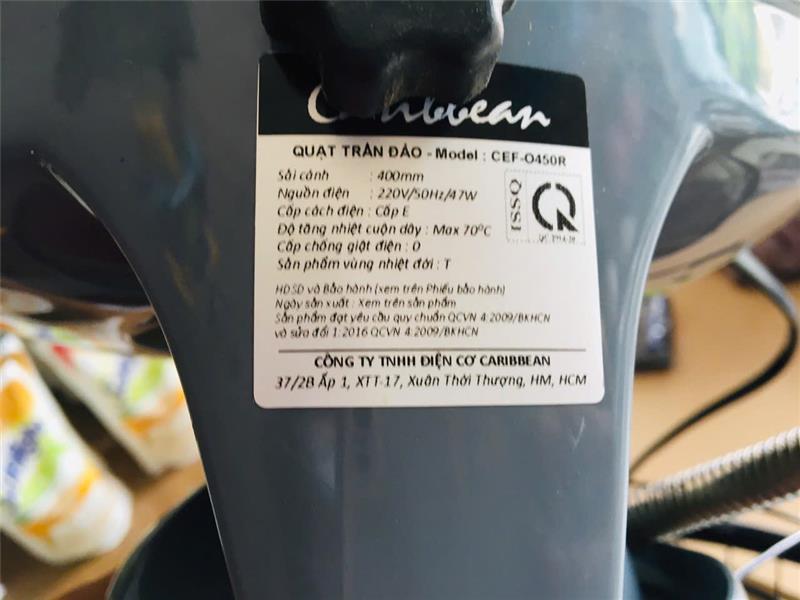 Caribbean
QUẠT TRẦN ĐẢO - Model : CEF-O450R
Sải cánh : 400mm
Nguồn điện : 220V/50Hz/47W
Cấp cách điện : Cấp E
Độ tăng nhiệt cuộn dây : Max 70⁰C
Cấp chống giật điện : 0
Sản phẩm vùng nhiệt đới : T
ISSQ
HDSD và Bảo hành (xem trên Phiếu bảo hành)
Ngày sản xuất : Xem trên sản phẩm
Sản phẩm đạt yêu cầu quy chuẩn QCVN 4:2009/BKHCN
và sửa đổi 1:2016 QCVN 4:2009/BKHCN
CÔNG TY TNHH ĐIỆN CƠ CARIBBEAN
37/2B Ấp 1, XTT-17, Xuân Thới Thượng, HM, HCM